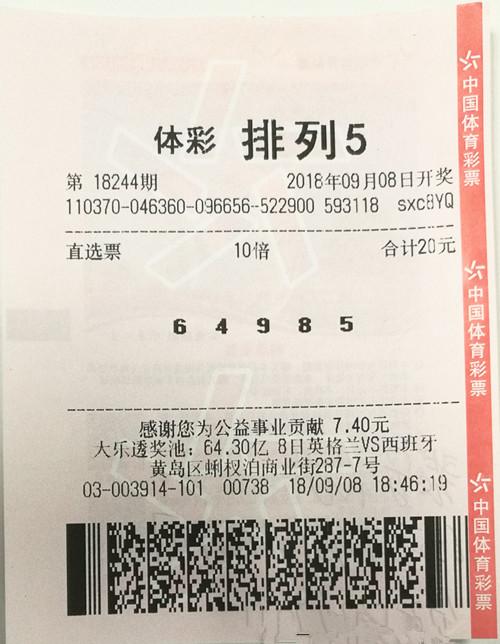 体彩 排列5
第 18244期 2018年09月08日开奖
110370-046360-096656-522900 593118 sxc8YQ
直选票 10倍 合计20元
6 4 9 8 5
感谢您为公益事业贡献 7.40元
大乐透奖池：64.30亿 8日英格兰VS西班牙
黄岛区蝌杈泊商业街287-7号
03-003914-101 00738 18/09/08 18:46:19
中国体育彩票
中国体育彩票
中国体育彩票